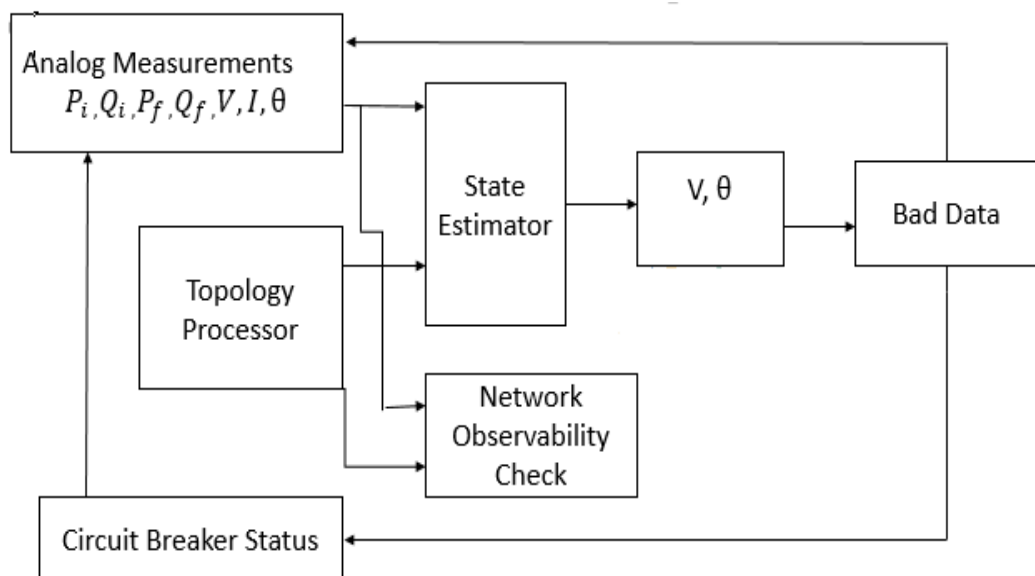 Analog Measurements
P_i, Q_i, P_f, Q_f, V, I, θ
State
Estimator
V, θ
Bad Data
Topology
Processor
Network
Observability
Check
Circuit Breaker Status